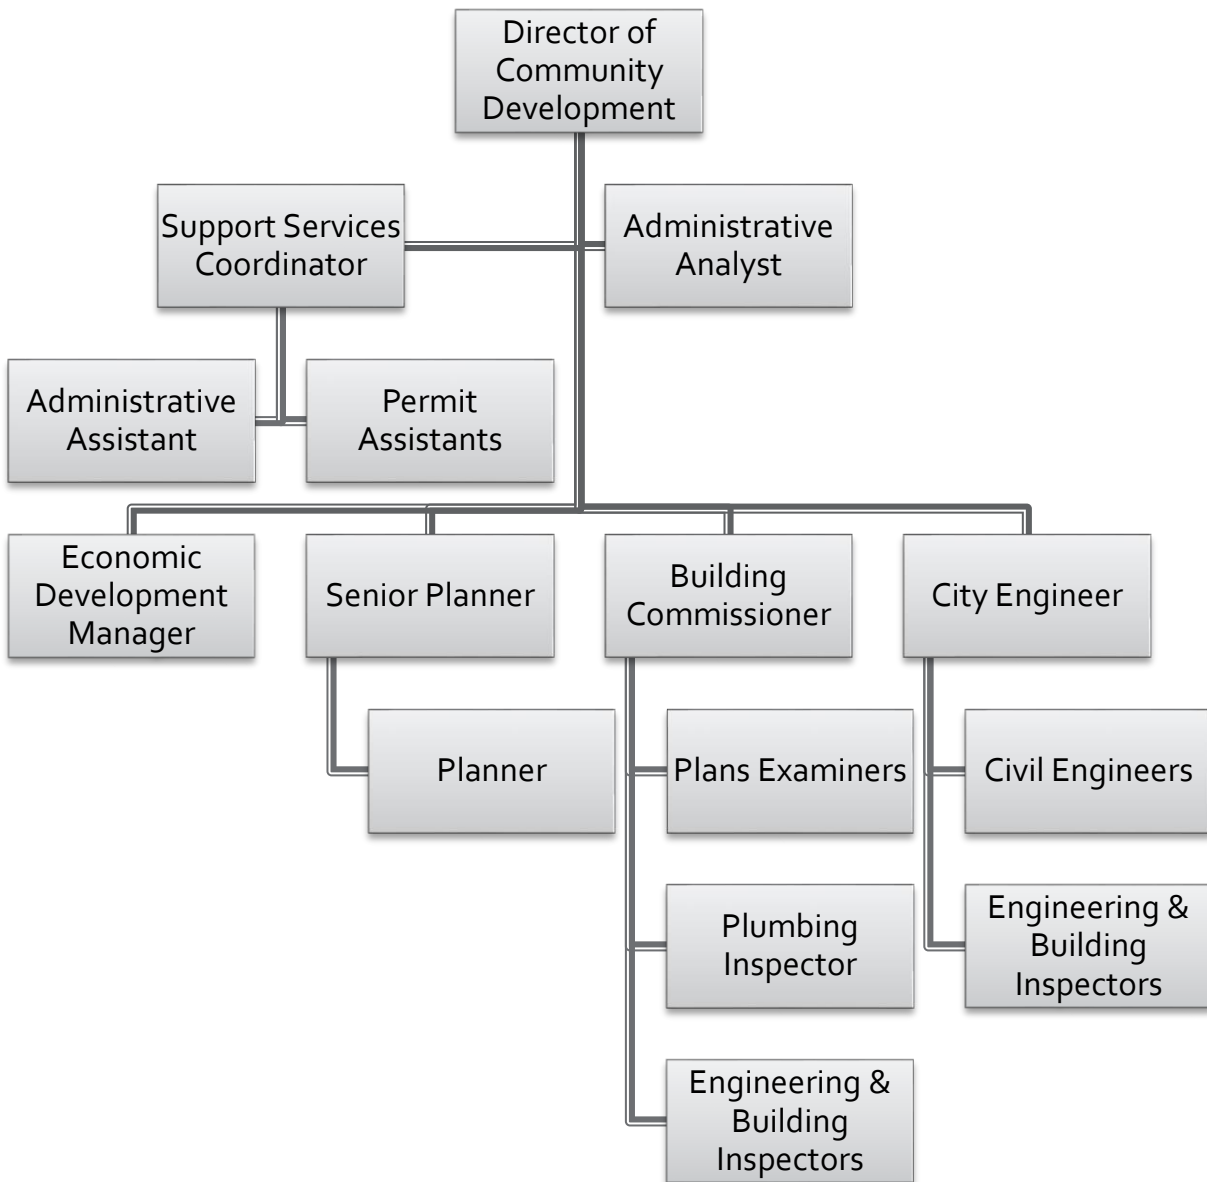 Director of
Community
Development
Support Services
Coordinator
Administrative
Analyst
Administrative
Assistant
Permit
Assistants
Economic
Development
Manager
Senior Planner
Building
Commissioner
City Engineer
Planner
Plans Examiners
Civil Engineers
Plumbing
Inspector
Engineering &
Building
Inspectors
Engineering &
Building
Inspectors